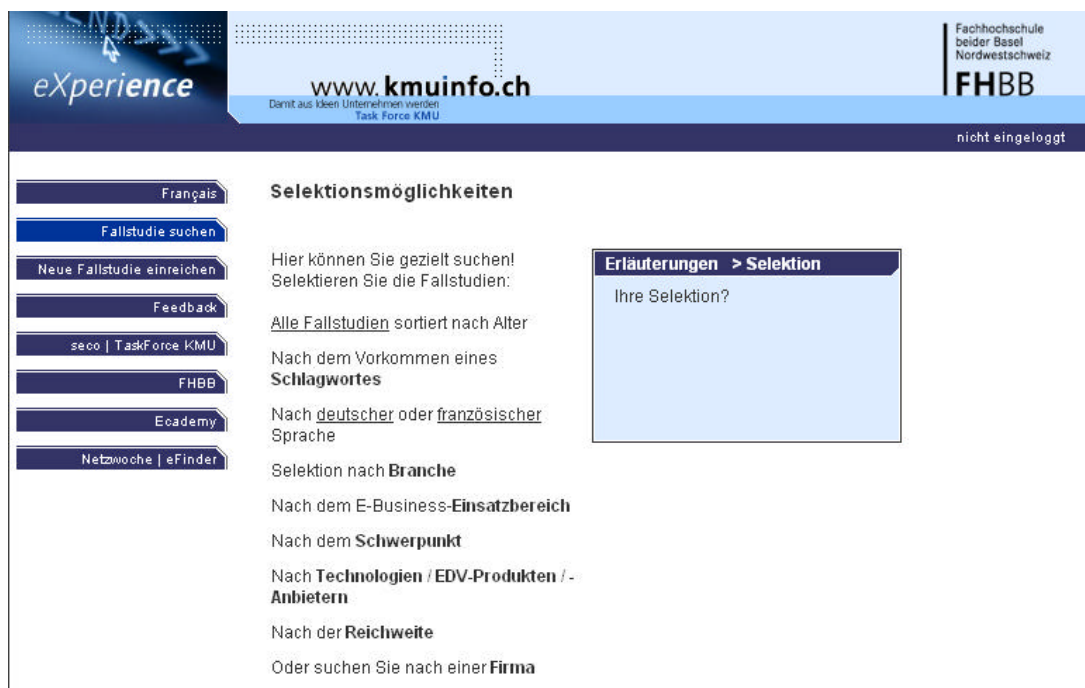 END >>>
eXperience
www.kmuinfo.ch
Damit aus Ideen Unternehmen werden
Task Force KMU
Fachhochschule
beider Basel
Nordwestschweiz
FHBB
nicht eingeloggt
Français
Fallstudie suchen
Neue Fallstudie einreichen
Feedback
seco | TaskForce KMU
FHBB
Ecademy
Netzwoche | eFinder
Selektionsmöglichkeiten
Hier können Sie gezielt suchen!
Selektieren Sie die Fallstudien:
Alle Fallstudien sortiert nach Alter
Nach dem Vorkommen eines
Schlagwortes
Nach deutscher oder französischer
Sprache
Selektion nach Branche
Nach dem E-Business-Einsatzbereich
Nach dem Schwerpunkt
Nach Technologien / EDV-Produkten / -
Anbietern
Nach der Reichweite
Oder suchen Sie nach einer Firma
Erläuterungen > Selektion
Ihre Selektion?